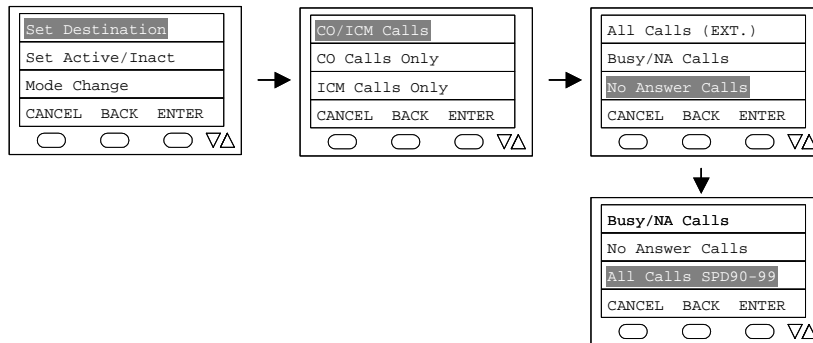 Set Destination
Set Active/Inact
Mode Change
CANCEL BACK ENTER
CO/ICM Calls
CO Calls Only
ICM Calls Only
CANCEL BACK ENTER
All Calls (EXT.)
Busy/NA Calls
No Answer Calls
CANCEL BACK ENTER
Busy/NA Calls
No Answer Calls
All Calls SPD90-99
CANCEL BACK ENTER